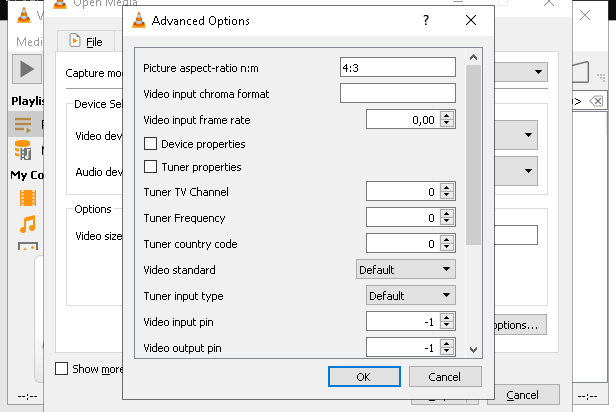 Open Media
Advanced Options
?
Medi
File
Capture mo
Playlis
Device Sel
Video dev
Audio devi
My Co
Options
Video size
Picture aspect-ratio n:m
4:3
Video input chroma format
Video input frame rate
0,00
Device properties
Tuner properties
Tuner TV Channel
0
Tuner Frequency
0
Tuner country code
0
Video standard
Default
Tuner input type
Default
Video input pin
-1
ptions...
Video output pin
-1
Show more
OK
Cancel
Cancel
--:--
--:--